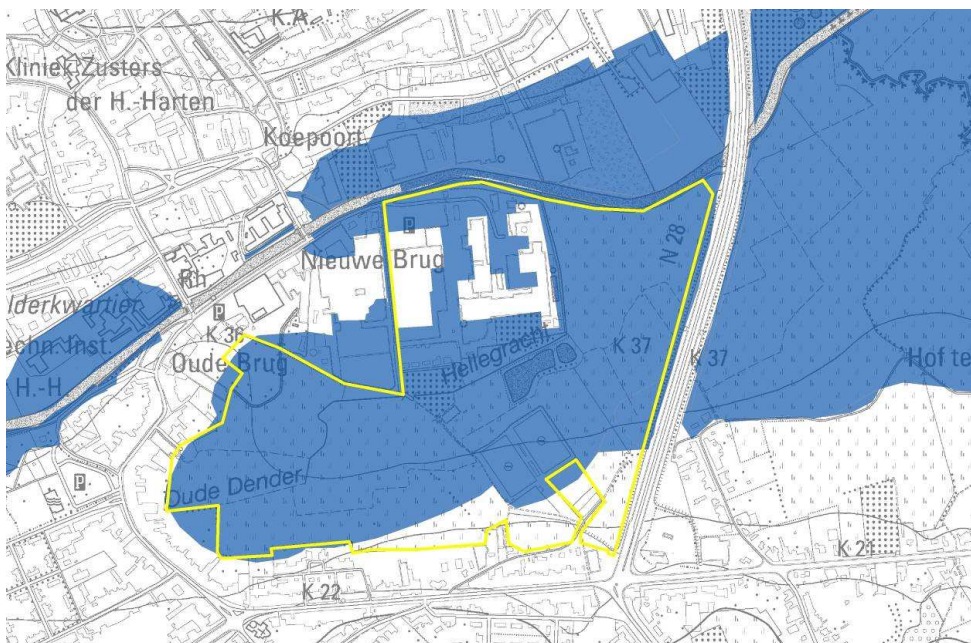 K.A.
Kliniek Zusters
der H.-Harten
Koepoort
P
Nieuwe Brug
N 28
Rh
lderkwartier
P
K 36
echn. Inst.
Oude Brug
Hellegracht
K 37
K 37
Hof te
H.-H
P
Oude Dender
K 21
K 22